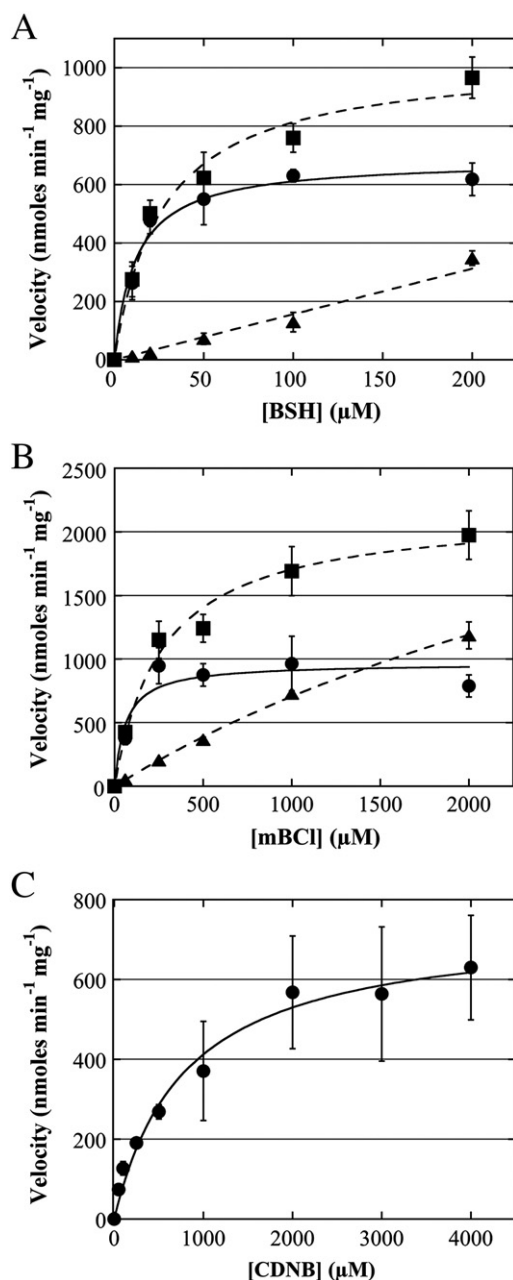 A
Velocity (nmoles min⁻¹ mg⁻¹)
1000
800
600
400
200
0
0 50 100 150 200
[BSH] (µM)
B
Velocity (nmoles min⁻¹ mg⁻¹)
2500
2000
1500
1000
500
0
0 500 1000 1500 2000
[mBCl] (µM)
C
Velocity (nmoles min⁻¹ mg⁻¹)
800
600
400
200
0
0 1000 2000 3000 4000
[CDNB] (µM)